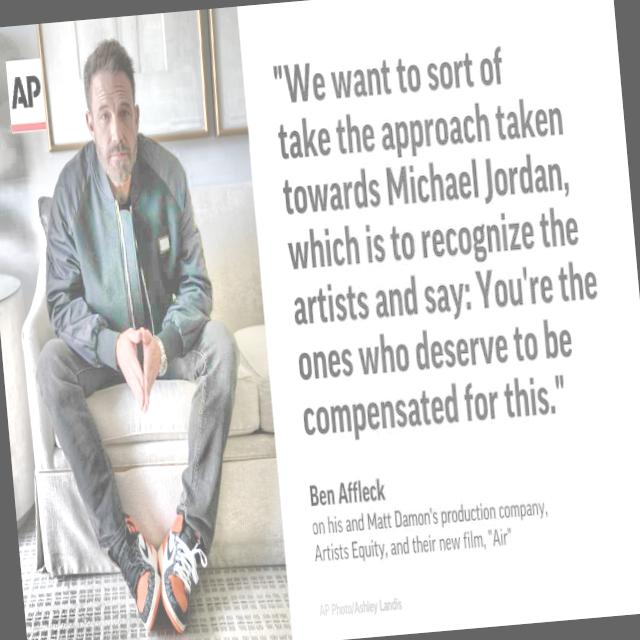 AP
"We want to sort of
take the approach taken
towards Michael Jordan,
which is to recognize the
artists and say: You're the
ones who deserve to be
compensated for this."
Ben Affleck
on his and Matt Damon's production company,
Artists Equity, and their new film, "Air"
AP Photo/Ashley Landis